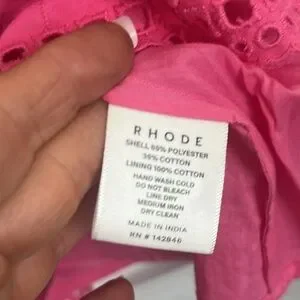 RHODE
SHELL 65% POLYESTER
35% COTTON
LINING 100% COTTON
HAND WASH COLD
DO NOT BLEACH
LINE DRY
MEDIUM IRON
DRY CLEAN
MADE IN INDIA
RN # 142846